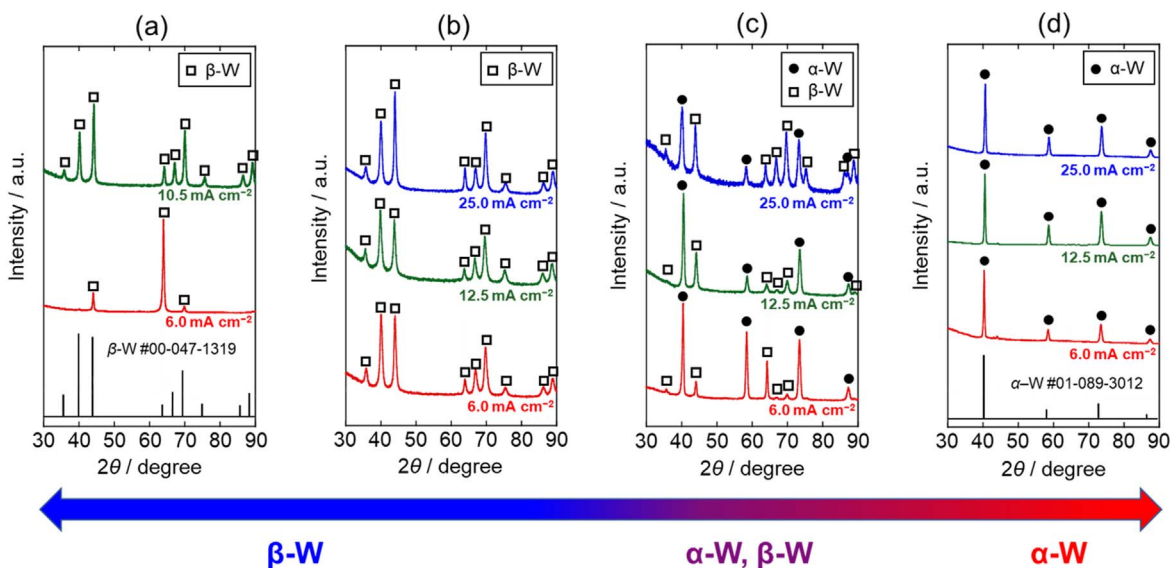 (a)
(b)
(c)
(d)
β-W
10.5 mA cm⁻²
6.0 mA cm⁻²
β-W #00-047-1319
30 40 50 60 70 80 90
2θ / degree
Intensity / a.u.
β-W
25.0 mA cm⁻²
12.5 mA cm⁻²
6.0 mA cm⁻²
30 40 50 60 70 80 90
2θ / degree
Intensity / a.u.
α-W
β-W
25.0 mA cm⁻²
12.5 mA cm⁻²
6.0 mA cm⁻²
30 40 50 60 70 80 90
2θ / degree
Intensity / a.u.
α-W
25.0 mA cm⁻²
12.5 mA cm⁻²
6.0 mA cm⁻²
α–W #01-089-3012
30 40 50 60 70 80 90
2θ / degree
Intensity / a.u.
β-W
α-W, β-W
α-W